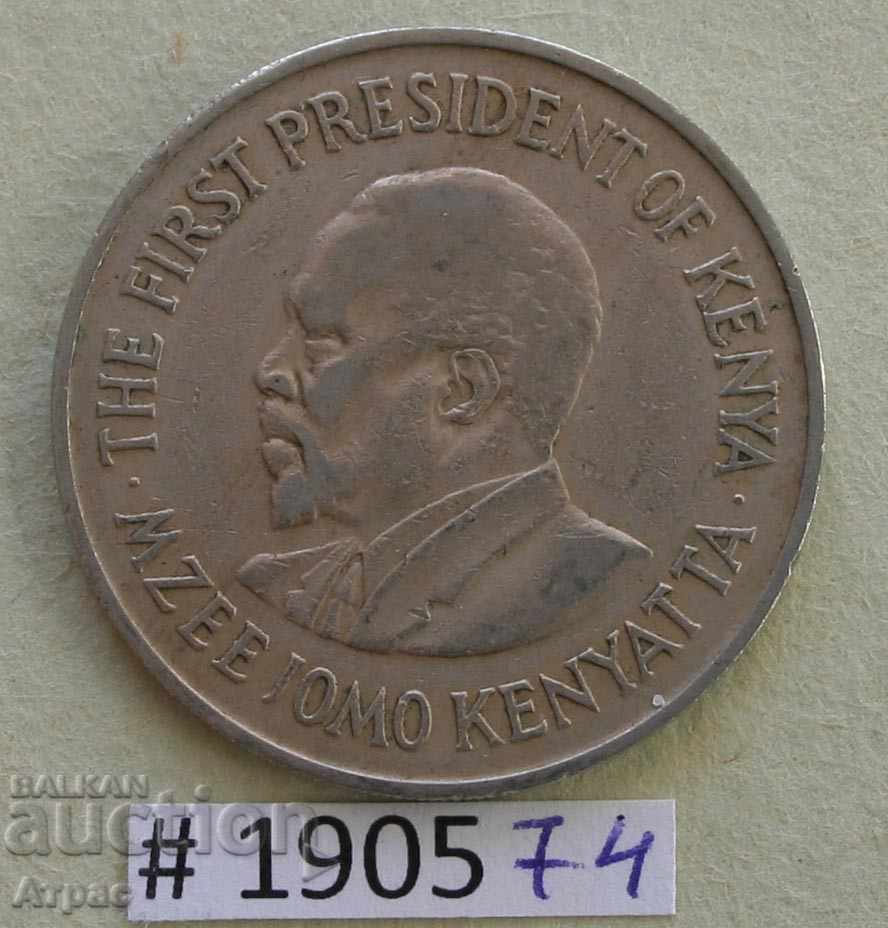 · THE FIRST PRESIDENT OF KENYA ·
MZEE JOMO KENYATTA
BALKAN
auction
Атрас
# 1905 74